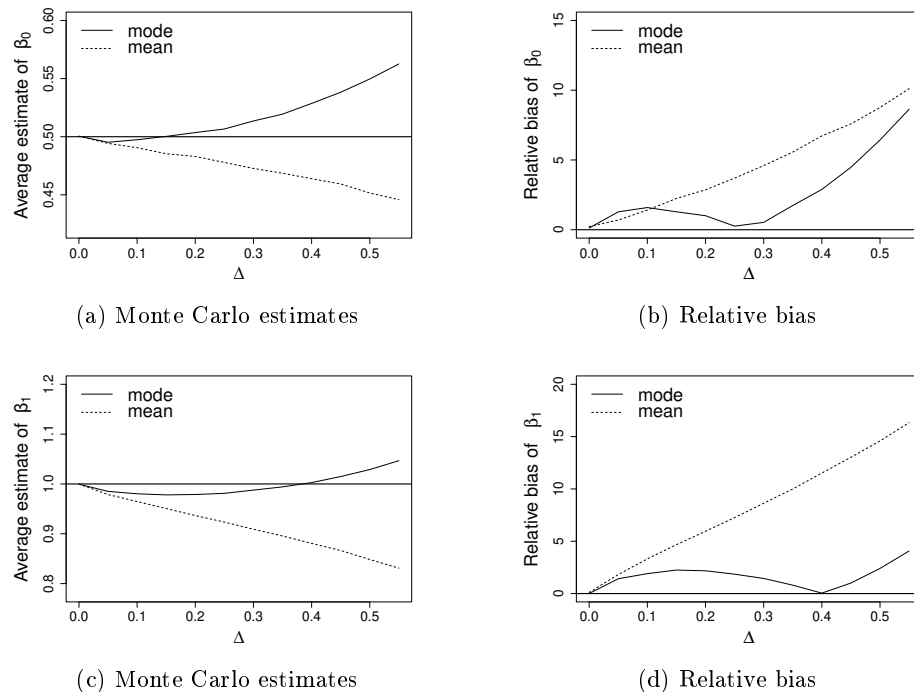 mode
mean
Average estimate of β0
0.45 0.50 0.55 0.60
0.0 0.1 0.2 0.3 0.4 0.5
Δ
(a) Monte Carlo estimates
mode
mean
Relative bias of β0
0 5 10 15
0.0 0.1 0.2 0.3 0.4 0.5
Δ
(b) Relative bias
mode
mean
Average estimate of β1
0.8 0.9 1.0 1.1 1.2
0.0 0.1 0.2 0.3 0.4 0.5
Δ
(c) Monte Carlo estimates
mode
mean
Relative bias of β1
0 5 10 15 20
0.0 0.1 0.2 0.3 0.4 0.5
Δ
(d) Relative bias